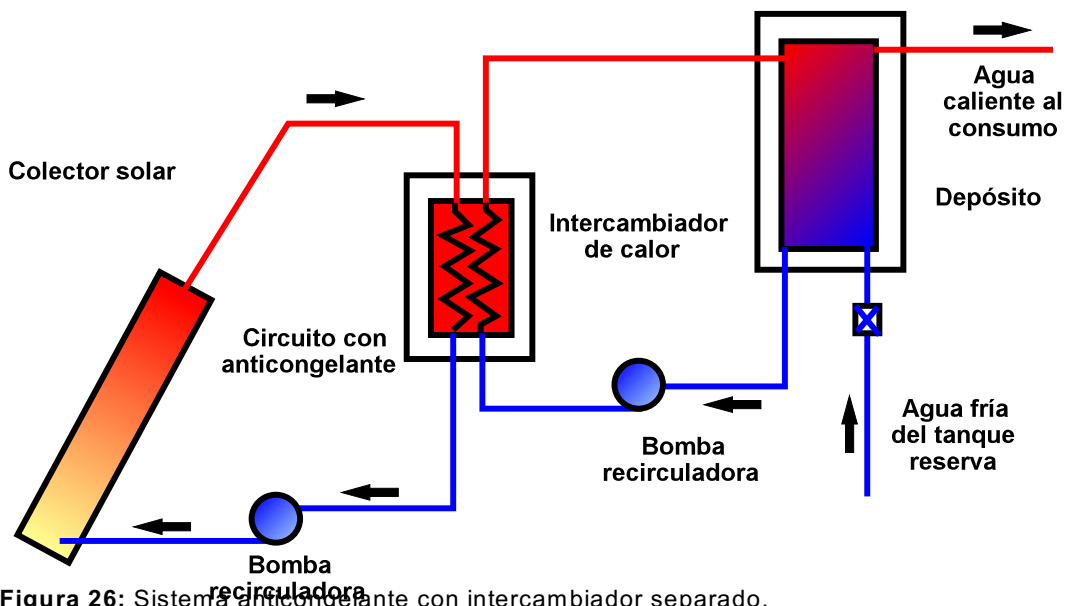 Agua
caliente al
consumo
Colector solar
Depósito
Intercambiador
de calor
Circuito con
anticongelante
Agua fría
del tanque
reserva
Bomba
recirculadora
Bomba
recirculadora
Figura 26: Sistema anticongelante con intercambiador separado.